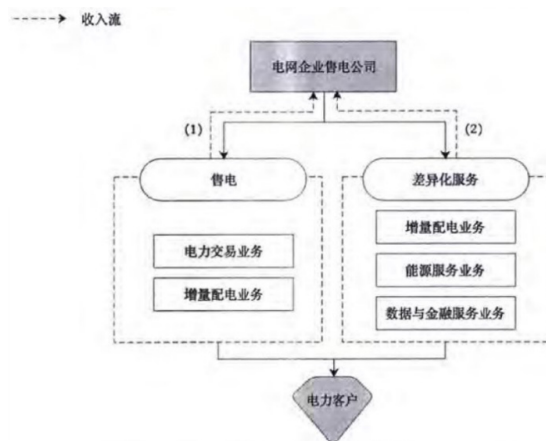 收入流
电网企业售电公司
(1)
(2)
售电
差异化服务
电力交易业务
增量配电业务
增量配电业务
能源服务业务
数据与金融服务业务
电力客户